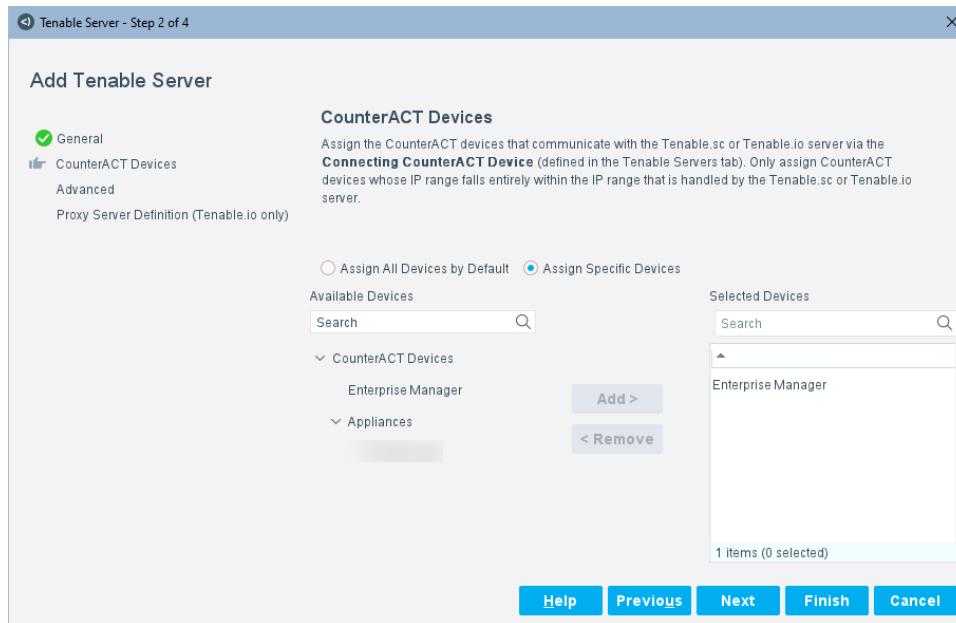 Tenable Server - Step 2 of 4
Add Tenable Server
General
CounterACT Devices
Advanced
Proxy Server Definition (Tenable.io only)
CounterACT Devices
Assign the CounterACT devices that communicate with the Tenable.sc or Tenable.io server via the
Connecting CounterACT Device (defined in the Tenable Servers tab). Only assign CounterACT
devices whose IP range falls entirely within the IP range that is handled by the Tenable.sc or Tenable.io
server.
Assign All Devices by Default
Assign Specific Devices
Available Devices
Search
CounterACT Devices
Enterprise Manager
Appliances
Add >
< Remove
Selected Devices
Search
Enterprise Manager
1 items (0 selected)
Help
Previous
Next
Finish
Cancel